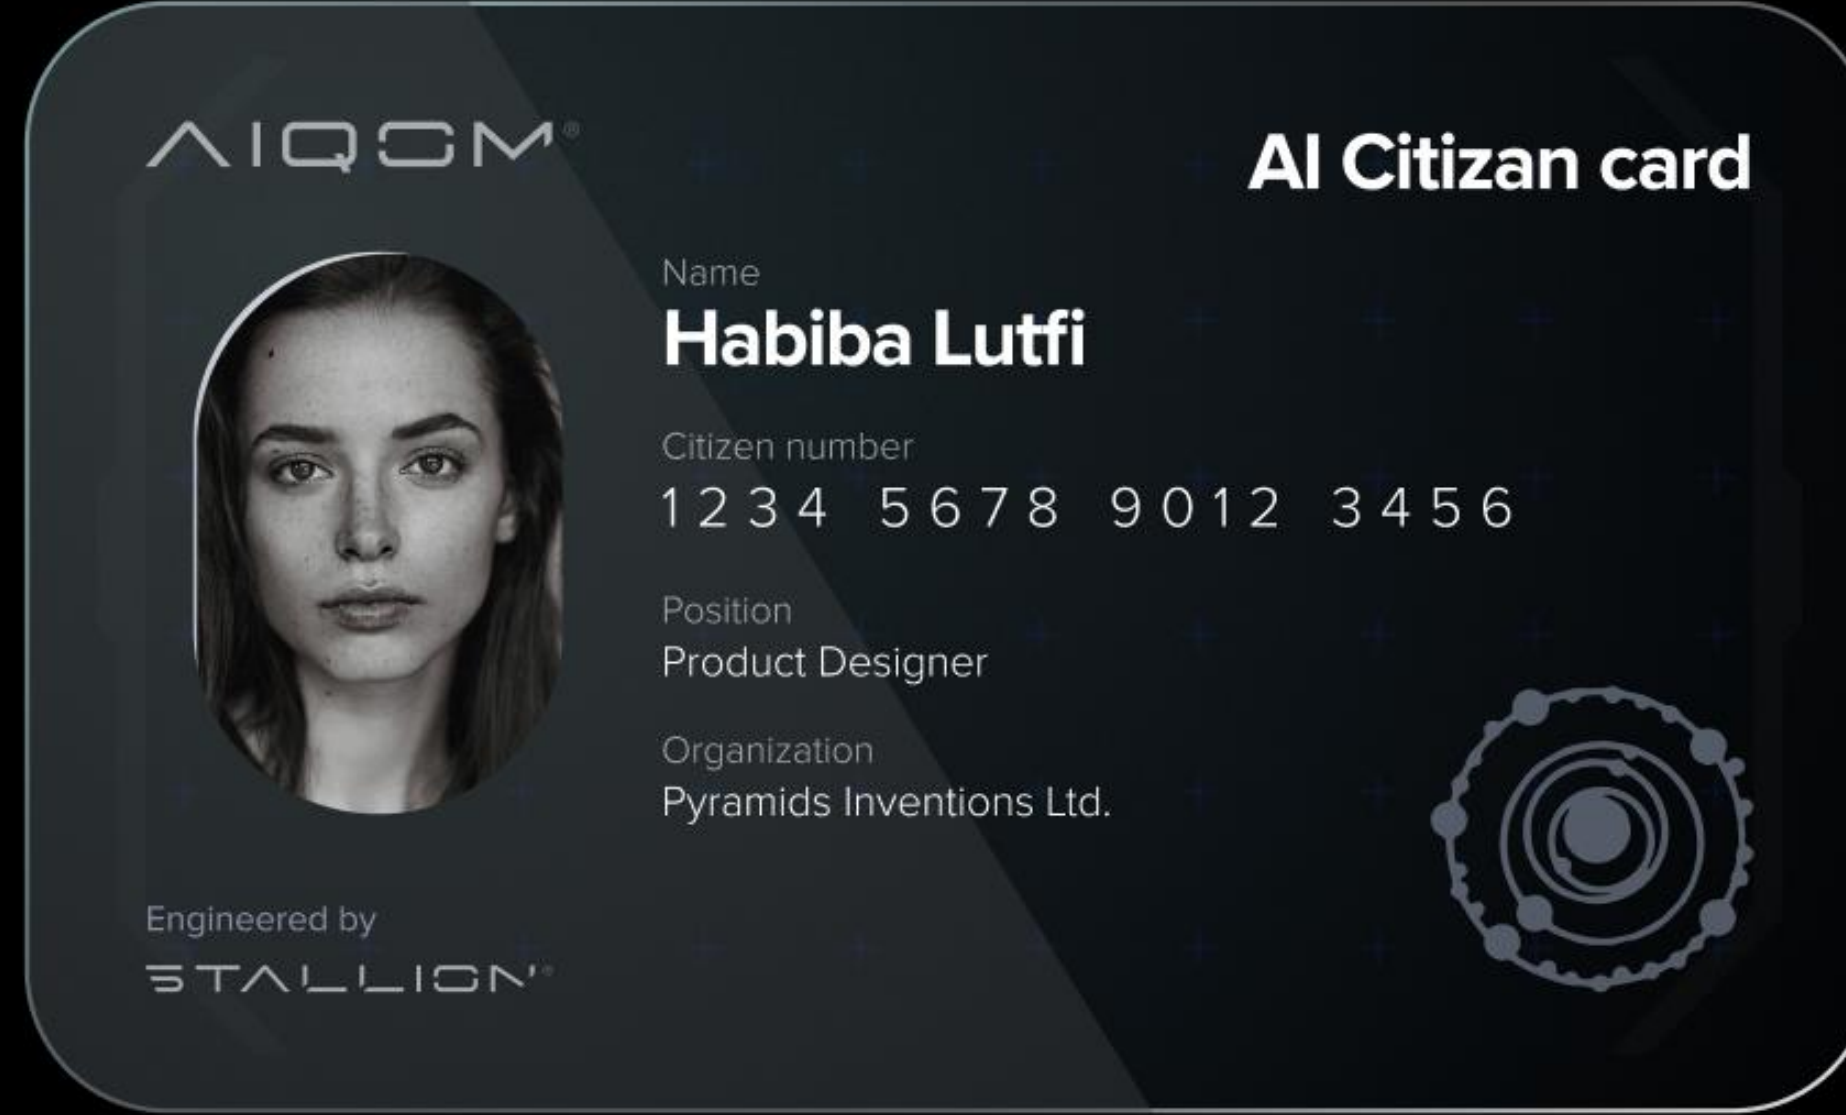 AIQOM®
AI Citizan card
Name
Habiba Lutfi
Citizen number
1234 5678 9012 3456
Position
Product Designer
Organization
Pyramids Inventions Ltd.
Engineered by
STALLION®